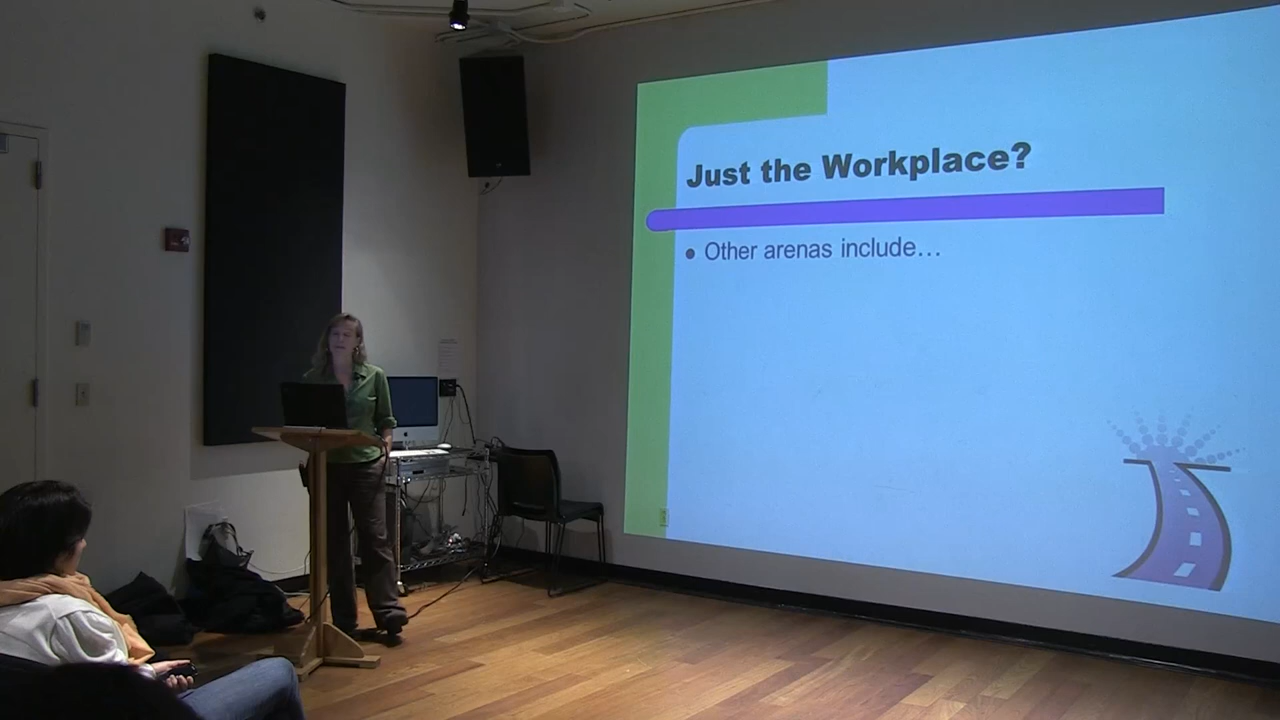 Just the Workplace?
• Other arenas include…